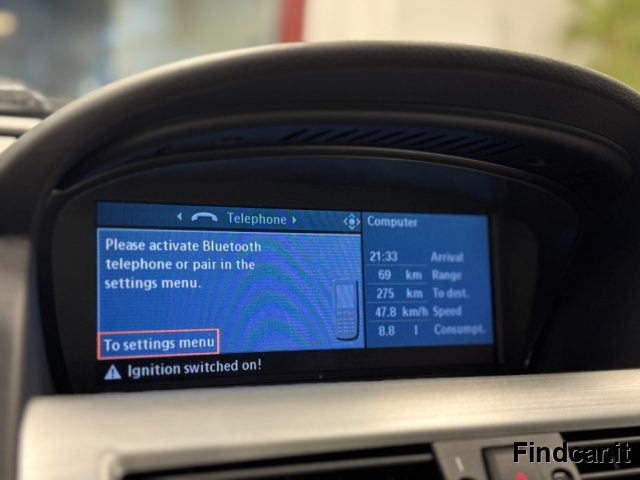 Telephone
Please activate Bluetooth
telephone or pair in the
settings menu.
To settings menu
Ignition switched on!
Computer
21:33 Arrival
69 km Range
275 km To dest.
47.8 km/h Speed
8.8 l Consumpt.
Findcar.it